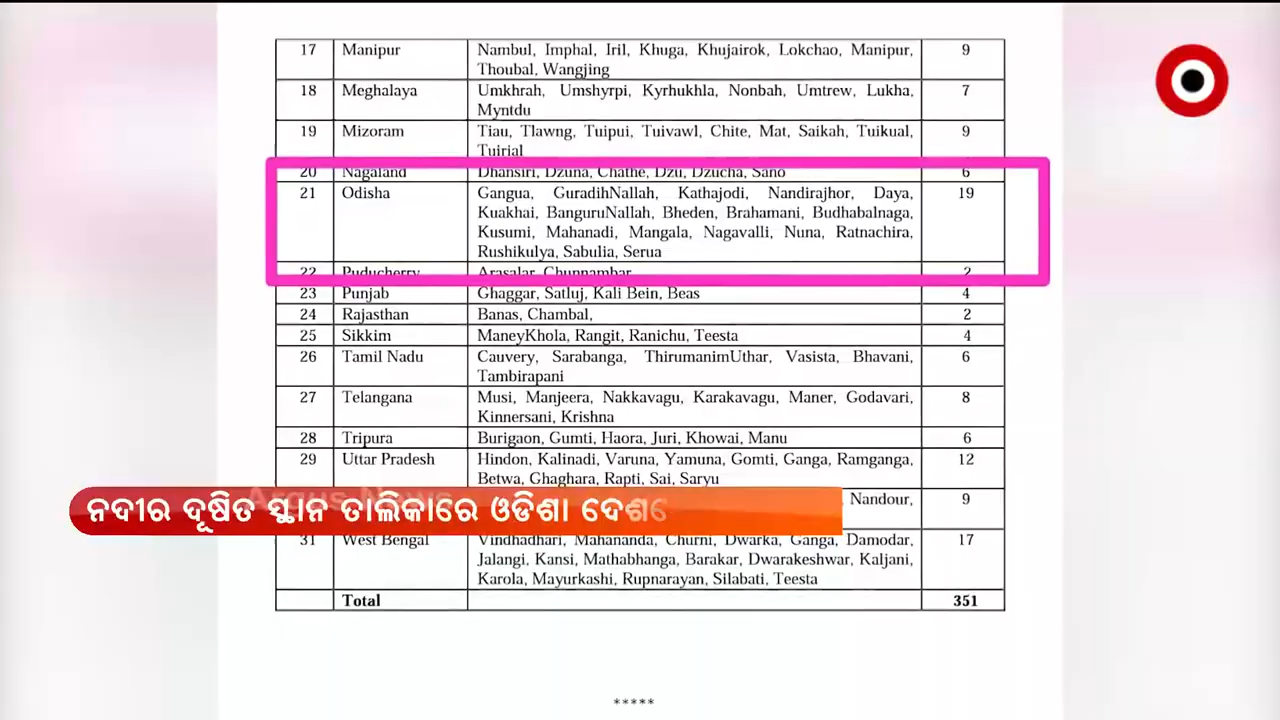 17 Manipur Nambul, Imphal, Iril, Khuga, Khujairok, Lokchao, Manipur, 9
Thoubal, Wangjing
18 Meghalaya Umkhrah, Umshyrpi, Kyrhukhla, Nonbah, Umtrew, Lukha, 7
Myntdu
19 Mizoram Tiau, Tlawng, Tuipui, Tuivawl, Chite, Mat, Saikah, Tuikual, 9
Tuirial
20 Nagaland Dhansiri, Dzuna, Chathe, Dzu, Dzucha, Sano 6
21 Odisha Gangua, GuradihNallah, Kathajodi, Nandirajhor, Daya, 19
Kuakhai, BanguruNallah, Bheden, Brahamani, Budhabalnaga,
Kusumi, Mahanadi, Mangala, Nagavalli, Nuna, Ratnachira,
Rushikulya, Sabulia, Serua
22 Puducherry Arasalar, Chunnambar 2
23 Punjab Ghaggar, Satluj, Kali Bein, Beas 4
24 Rajasthan Banas, Chambal, 2
25 Sikkim ManeyKhola, Rangit, Ranichu, Teesta 4
26 Tamil Nadu Cauvery, Sarabanga, ThirumanimUthar, Vasista, Bhavani, 6
Tambirapani
27 Telangana Musi, Manjeera, Nakkavagu, Karakavagu, Maner, Godavari, 8
Kinnersani, Krishna
28 Tripura Burigaon, Gumti, Haora, Juri, Khowai, Manu 6
29 Uttar Pradesh Hindon, Kalinadi, Varuna, Yamuna, Gomti, Ganga, Ramganga, 12
Betwa, Ghaghara, Rapti, Sai, Saryu
Nandour, 9
Argus News
ନଦୀର ଦୂଷିତ ସ୍ଥାନ ତାଲିକାରେ ଓଡିଶା
31 West Bengal Vindhadhari, Mahananda, Churni, Dwarka, Ganga, Damodar, 17
Jalangi, Kansi, Mathabhanga, Barakar, Dwarakeshwar, Kaljani,
Karola, Mayurkashi, Rupnarayan, Silabati, Teesta
Total 351
*****